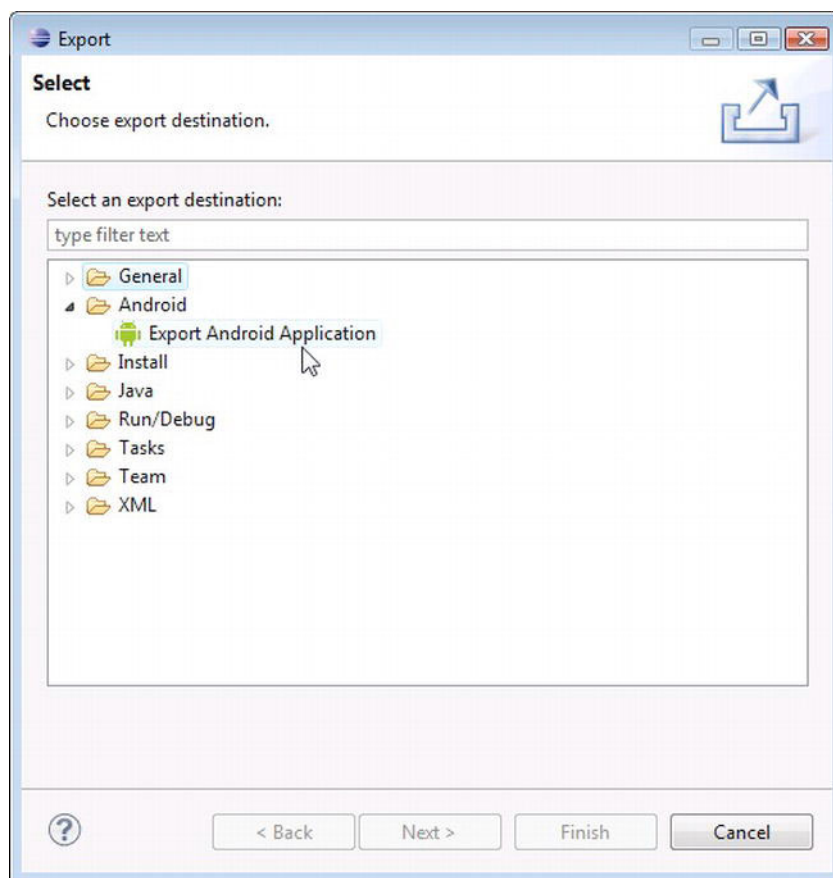 Export
Select
Choose export destination.
Select an export destination:
type filter text
General
Android
Export Android Application
Install
Java
Run/Debug
Tasks
Team
XML
? < Back Next > Finish Cancel